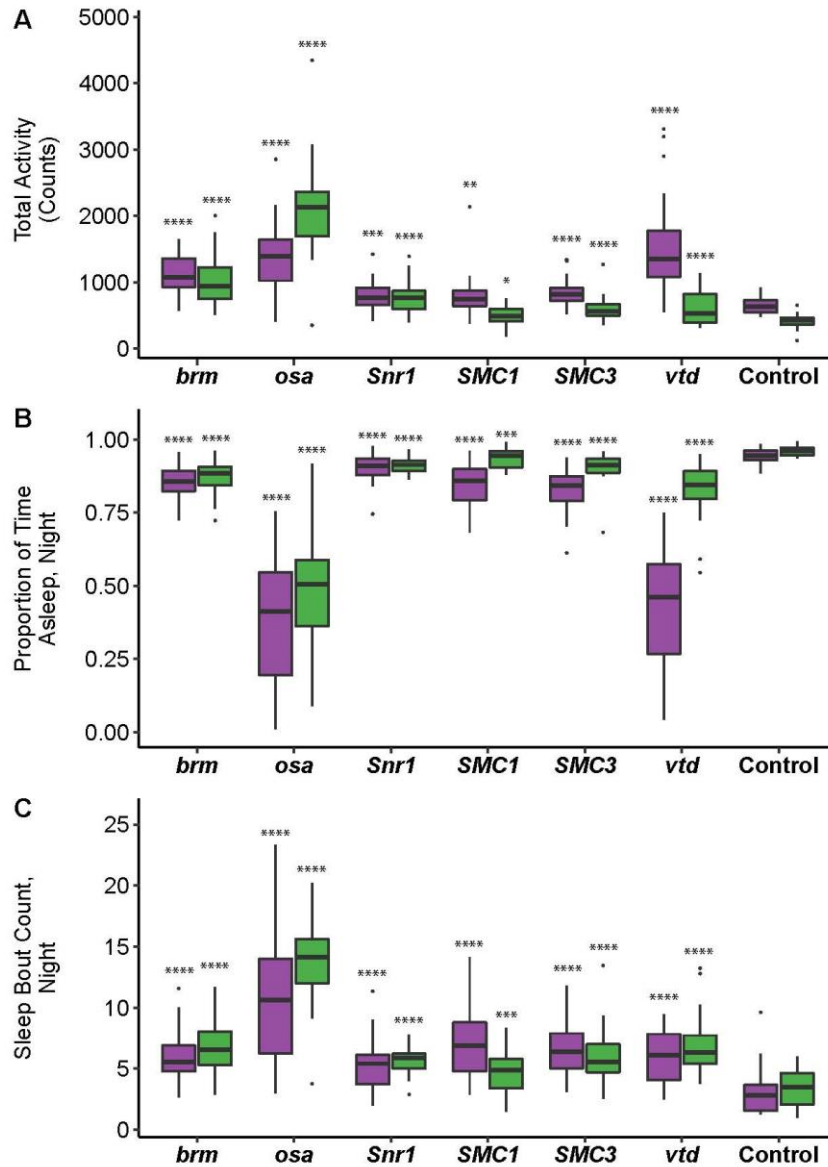 A
5000
4000
3000
2000
1000
0
Total Activity
(Counts)
**** **** **** **** *** **** ** * **** **** **** ****
brm osa Snr1 SMC1 SMC3 vtd Control
B
1.00
0.75
0.50
0.25
0.00
Proportion of Time
Asleep, Night
**** **** **** **** **** **** **** *** **** **** **** ****
brm osa Snr1 SMC1 SMC3 vtd Control
C
25
20
15
10
5
0
Sleep Bout Count,
Night
**** **** **** **** **** **** **** *** **** **** **** ****
brm osa Snr1 SMC1 SMC3 vtd Control